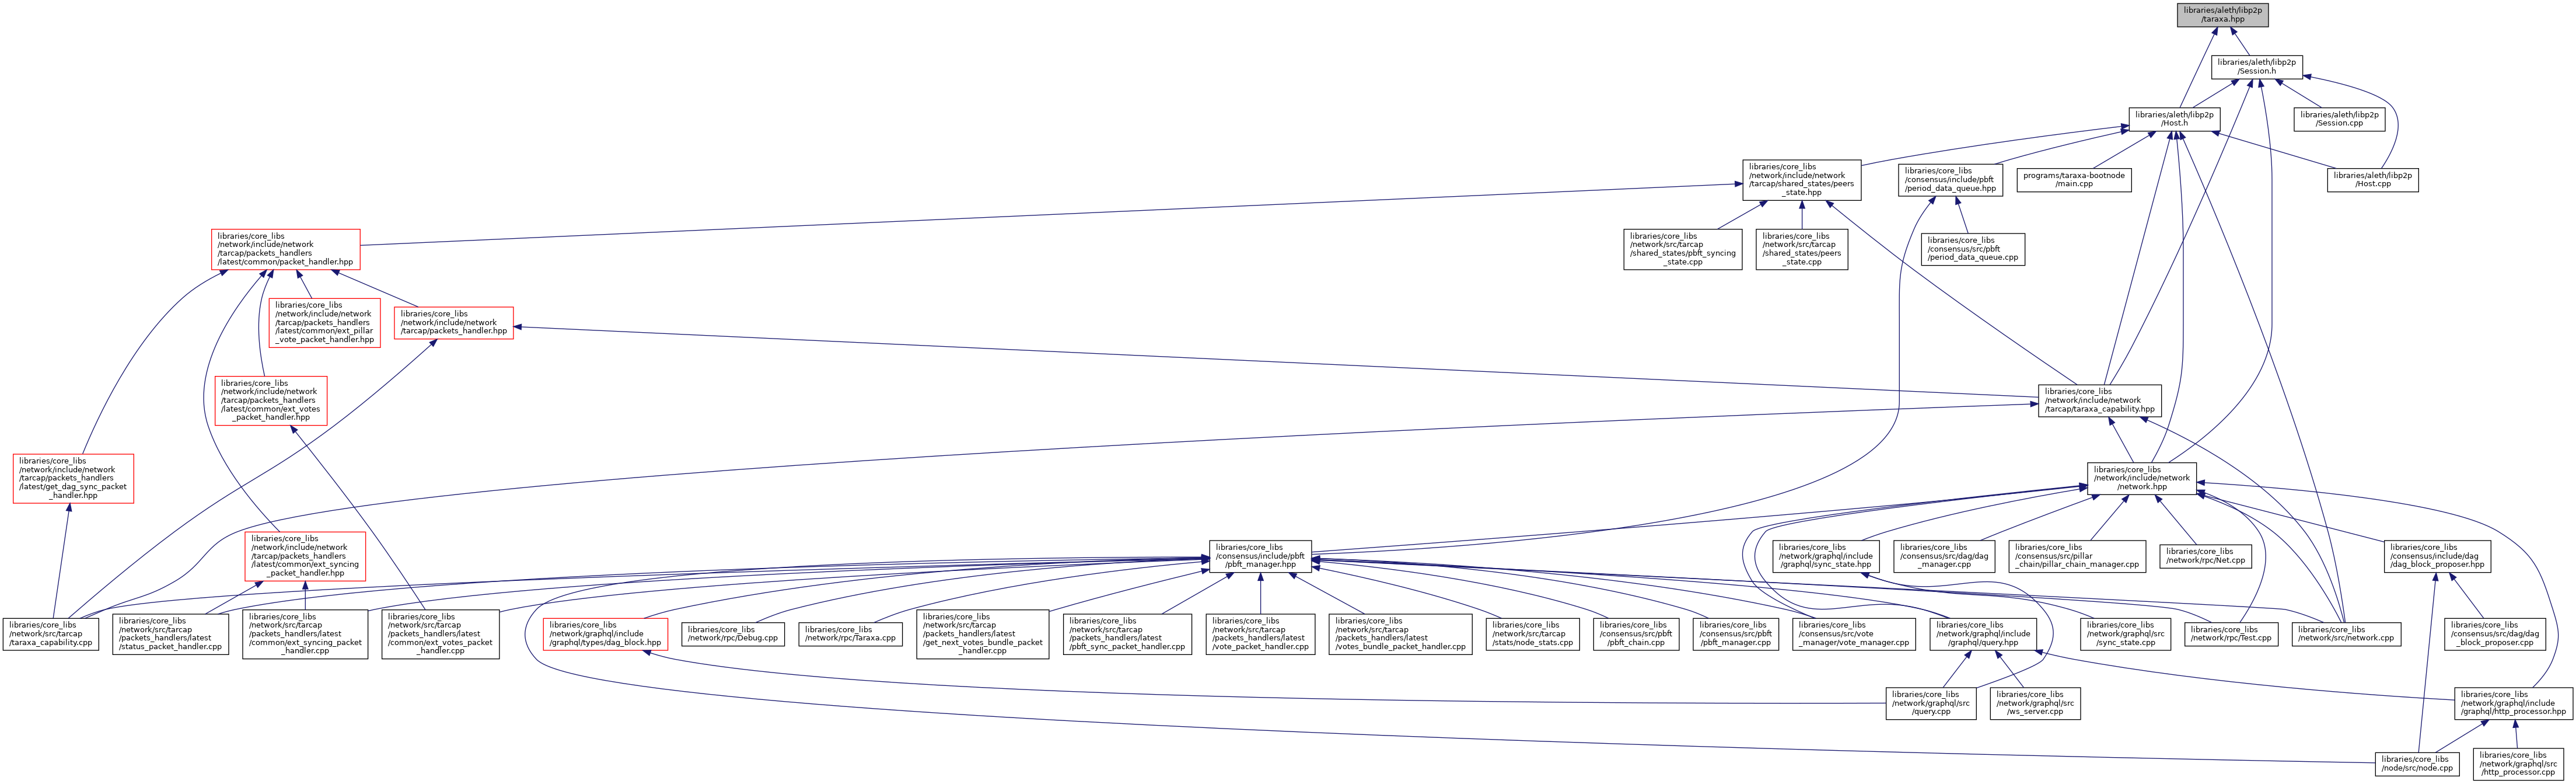 libraries/aleth/libp2p
/taraxa.hpp
libraries/aleth/libp2p
/Session.h
libraries/aleth/libp2p
/Host.h
libraries/aleth/libp2p
/Session.cpp
libraries/core_libs
/network/include/network
/tarcap/shared_states/peers
_state.hpp
libraries/core_libs
/consensus/include/pbft
/period_data_queue.hpp
programs/taraxa-bootnode
/main.cpp
libraries/aleth/libp2p
/Host.cpp
libraries/core_libs
/network/include/network
/tarcap/packets_handlers
/latest/common/packet_handler.hpp
libraries/core_libs
/network/src/tarcap
/shared_states/pbft_syncing
_state.cpp
libraries/core_libs
/network/src/tarcap
/shared_states/peers
_state.cpp
libraries/core_libs
/consensus/src/pbft
/period_data_queue.cpp
libraries/core_libs
/network/include/network
/tarcap/packets_handlers
/latest/common/ext_pillar
_vote_packet_handler.hpp
libraries/core_libs
/network/include/network
/tarcap/packets_handler.hpp
libraries/core_libs
/network/include/network
/tarcap/packets_handlers
/latest/common/ext_votes
_packet_handler.hpp
libraries/core_libs
/network/include/network
/tarcap/taraxa_capability.hpp
libraries/core_libs
/network/include/network
/tarcap/packets_handlers
/latest/get_dag_sync_packet
_handler.hpp
libraries/core_libs
/network/include/network
/network.hpp
libraries/core_libs
/network/include/network
/tarcap/packets_handlers
/latest/common/ext_syncing
_packet_handler.hpp
libraries/core_libs
/consensus/include/pbft
/pbft_manager.hpp
libraries/core_libs
/network/graphql/include
/graphql/sync_state.hpp
libraries/core_libs
/consensus/src/dag/dag
_manager.cpp
libraries/core_libs
/consensus/src/pillar
_chain/pillar_chain_manager.cpp
libraries/core_libs
/network/rpc/Net.cpp
libraries/core_libs
/consensus/include/dag
/dag_block_proposer.hpp
libraries/core_libs
/network/src/tarcap
/taraxa_capability.cpp
libraries/core_libs
/network/src/tarcap
/packets_handlers/latest
/status_packet_handler.cpp
libraries/core_libs
/network/src/tarcap
/packets_handlers/latest
/common/ext_syncing_packet
_handler.cpp
libraries/core_libs
/network/src/tarcap
/packets_handlers/latest
/common/ext_votes_packet
_handler.cpp
libraries/core_libs
/network/graphql/include
/graphql/types/dag_block.hpp
libraries/core_libs
/network/rpc/Debug.cpp
libraries/core_libs
/network/rpc/Taraxa.cpp
libraries/core_libs
/network/src/tarcap
/packets_handlers/latest
/get_next_votes_bundle_packet
_handler.cpp
libraries/core_libs
/network/src/tarcap
/packets_handlers/latest
/pbft_sync_packet_handler.cpp
libraries/core_libs
/network/src/tarcap
/packets_handlers/latest
/vote_packet_handler.cpp
libraries/core_libs
/network/src/tarcap
/packets_handlers/latest
/votes_bundle_packet_handler.cpp
libraries/core_libs
/network/src/tarcap
/stats/node_stats.cpp
libraries/core_libs
/consensus/src/pbft
/pbft_chain.cpp
libraries/core_libs
/consensus/src/pbft
/pbft_manager.cpp
libraries/core_libs
/consensus/src/vote
_manager/vote_manager.cpp
libraries/core_libs
/network/graphql/include
/graphql/query.hpp
libraries/core_libs
/network/graphql/src
/sync_state.cpp
libraries/core_libs
/network/rpc/Test.cpp
libraries/core_libs
/network/src/network.cpp
libraries/core_libs
/consensus/src/dag/dag
_block_proposer.cpp
libraries/core_libs
/network/graphql/src
/query.cpp
libraries/core_libs
/network/graphql/src
/ws_server.cpp
libraries/core_libs
/network/graphql/include
/graphql/http_processor.hpp
libraries/core_libs
/node/src/node.cpp
libraries/core_libs
/network/graphql/src
/http_processor.cpp